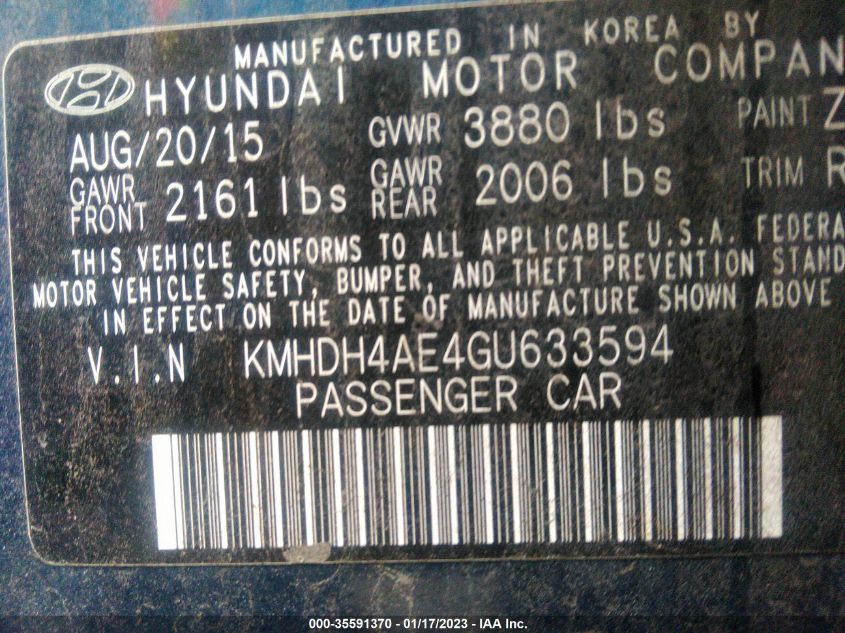 MANUFACTURED IN KOREA BY
HYUNDAI MOTOR COMPAN
AUG/20/15 GVWR 3880 lbs PAINT Z
GAWR FRONT 2161 lbs GAWR REAR 2006 lbs TRIM R
THIS VEHICLE CONFORMS TO ALL APPLICABLE U.S.A. FEDERA
MOTOR VEHICLE SAFETY, BUMPER, AND THEFT PREVENTION STAND
IN EFFECT ON THE DATE OF MANUFACTURE SHOWN ABOVE
V.I.N KMHDH4AE4GU633594
PASSENGER CAR
000-35591370 — 01/17/2023 — IAA Inc.